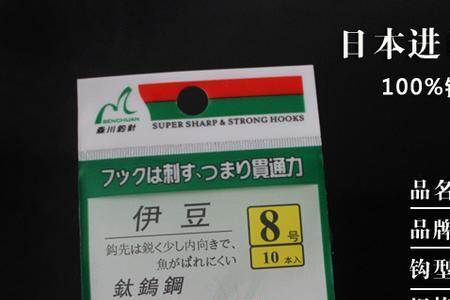 日本进
100%
BENCHUAN
森川釣針
SUPER SHARP & STRONG HOOKS
フックは刺す、つまり貫通力
伊豆
8号
10本入
鈎先は鋭く少し内向きで、
魚がばれにくい
鈦鎢鋼
品名
品牌
钩型